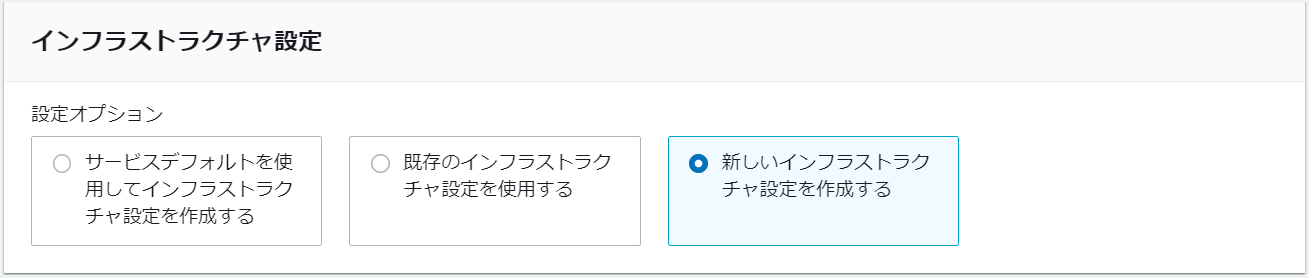 インフラストラクチャ設定
設定オプション
サービスデフォルトを使
用してインフラストラク
チャ設定を作成する
既存のインフラストラク
チャ設定を使用する
新しいインフラストラク
チャ設定を作成する